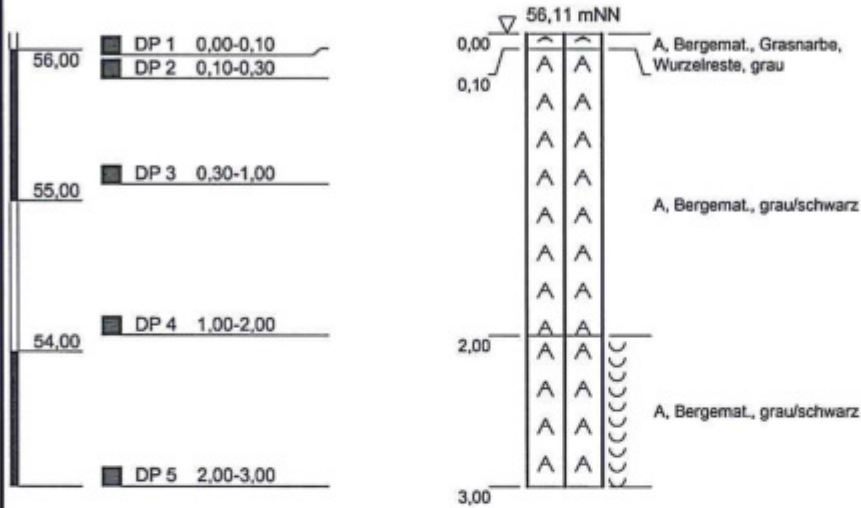 56,00
DP 1 0,00-0,10
DP 2 0,10-0,30
DP 3 0,30-1,00
55,00
DP 4 1,00-2,00
54,00
DP 5 2,00-3,00
56,11 mNN
0,00
0,10
A, Bergemat., Grasnarbe,
Wurzelreste, grau
A, Bergemat., grau/schwarz
2,00
A, Bergemat., grau/schwarz
3,00